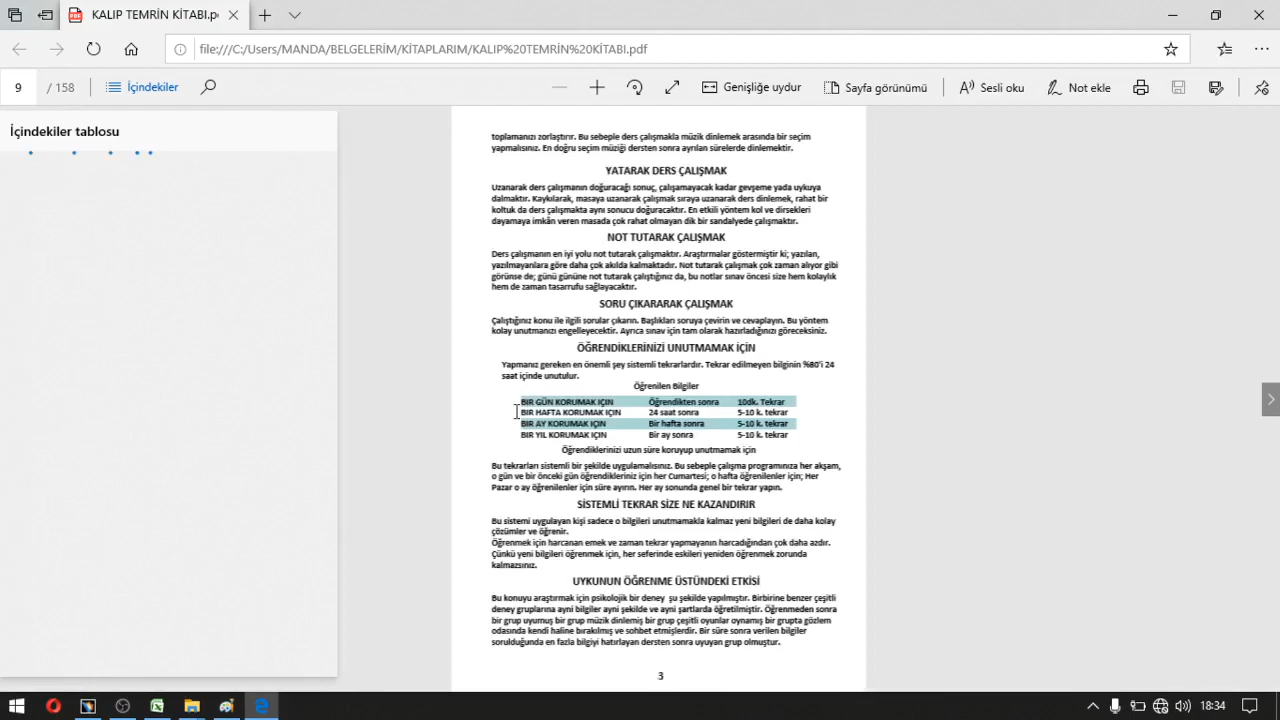 KALIP TEMRİN KİTABI.p
PDF
file:///C:/Users/MANDA/BELGELERİM/KİTAPLARIM/KALIP%20TEMRİN%20KİTABI.pdf
9 / 158 İçindekiler Genişliğe uydur Sayfa görünümü Sesli oku Not ekle
İçindekiler tablosu
toplamanızı zorlaştırır. Bu sebeple ders çalışmakla müzik dinlemek arasında bir seçim
yapmalısınız. En doğru seçim müziği dersten sonra ayrılan sürelerde dinlemektir.
YATARAK DERS ÇALIŞMAK
Uzanarak ders çalışmanın doğuracağı sonuç, çalışamayacak kadar gevşeme yada uykuya
dalmaktır. Kaykılarak, masaya uzanarak çalışmak sıraya uzanarak ders dinlemek, rahat bir
koltuk da ders çalışmakta aynı sonucu doğuracaktır. En etkili yöntem kol ve dirsekleri
dayamaya imkân veren masada çok rahat olmayan dik bir sandalyede çalışmaktır.
NOT TUTARAK ÇALIŞMAK
Ders çalışmanın en iyi yolu not tutarak çalışmaktır. Araştırmalar göstermiştir ki; yazılan,
yazılmayanlara göre daha çok akılda kalmaktadır. Not tutarak çalışmak çok zaman alıyor gibi
görünse de; günü gününe not tutarak çalıştığınız da, bu notlar sınav öncesi size hem kolaylık
hem de zaman tasarrufu sağlayacaktır.
SORU ÇIKARARAK ÇALIŞMAK
Çalıştığınız konu ile ilgili sorular çıkarın. Başlıkları soruya çevirin ve cevaplayın. Bu yöntem
kolay unutmanızı engelleyecektir. Ayrıca sınav için tam olarak hazırladığınızı göreceksiniz.
ÖĞRENDİKLERİNİZİ UNUTMAMAK İÇİN
Yapmanız gereken en önemli şey sistemli tekrarlardır. Tekrar edilmeyen bilginin %80'i 24
saat içinde unutulur.
Öğrenilen Bilgiler
BIR GÜN KORUMAK IÇIN Öğrendikten sonra 10dk. Tekrar
BIR HAFTA KORUMAK IÇIN 24 saat sonra 5-10 k. tekrar
BIR AY KORUMAK IÇIN Bir hafta sonra 5-10 k. tekrar
BIR YIL KORUMAK IÇIN Bir ay sonra 5-10 k. tekrar
Öğrendiklerinizi uzun süre koruyup unutmamak için
Bu tekrarları sistemli bir şekilde uygulamalısınız. Bu sebeple çalışma programınıza her akşam,
o gün ve bir önceki gün öğrendikleriniz için her Cumartesi; o hafta öğrenilenler için; Her
Pazar o ay öğrenilenler için süre ayırın. Her ay sonunda genel bir tekrar yapın.
SİSTEMLİ TEKRAR SİZE NE KAZANDIRIR
Bu sistemi uygulayan kişi sadece o bilgileri unutmamakla kalmaz yeni bilgileri de daha kolay
çözümler ve öğrenir.
Öğrenmek için harcanan emek ve zaman tekrar yapmayanın harcadığından çok daha azdır.
Çünkü yeni bilgileri öğrenmek için, her seferinde eskileri yeniden öğrenmek zorunda
kalmazsınız.
UYKUNUN ÖĞRENME ÜSTÜNDEKİ ETKİSİ
Bu konuyu araştırmak için psikolojik bir deney şu şekilde yapılmıştır. Birbirine benzer çeşitli
deney gruplarına ayni bilgiler ayni şekilde ve ayni şartlarda öğretilmiştir. Öğrenmeden sonra
bir grup uyumuş bir grup müzik dinlemiş bir grup çeşitli oyunlar oynamış bir grupta gözlem
odasında kendi haline bırakılmış ve sohbet etmişlerdir. Bir süre sonra verilen bilgiler
sorulduğunda en fazla bilgiyi hatırlayan dersten sonra uyuyan grup olmuştur.
3
18:34